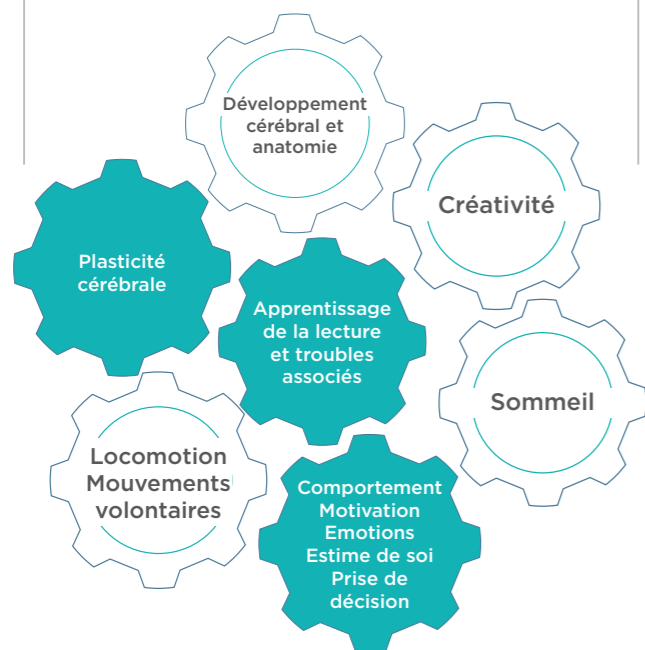 Développement
cérébral et
anatomie
Créativité
Plasticité
cérébrale
Apprentissage
de la lecture
et troubles
associés
Sommeil
Locomotion
Mouvements
volontaires
Comportement
Motivation
Emotions
Estime de soi
Prise de
décision